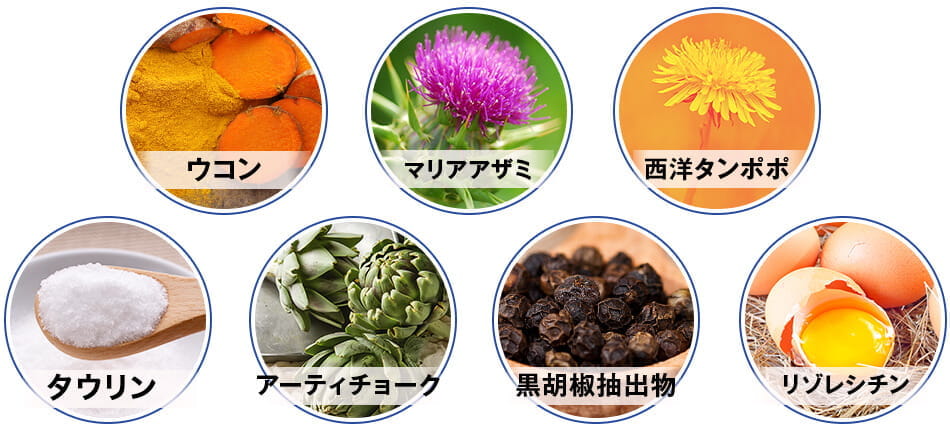 ウコン
マリアアザミ
西洋タンポポ
タウリン
アーティチョーク
黒胡椒抽出物
リゾレシチン